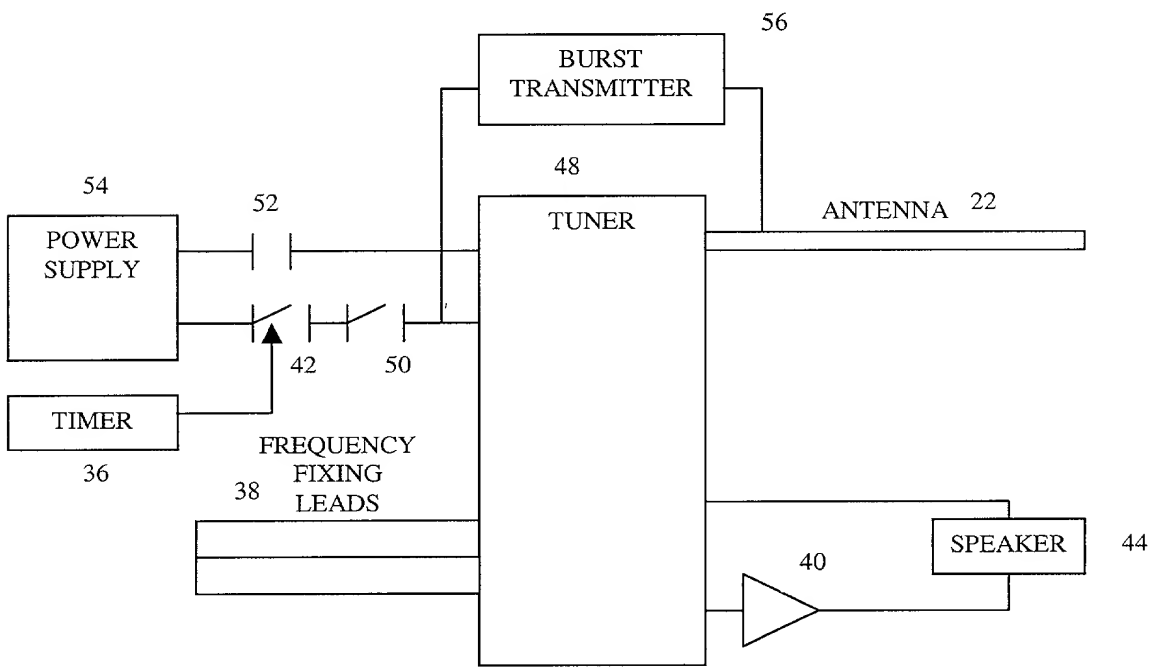 56
BURST
TRANSMITTER
48
54
52
TUNER
ANTENNA 22
POWER
SUPPLY
42
50
TIMER
36
FREQUENCY
FIXING
LEADS
38
SPEAKER
44
40